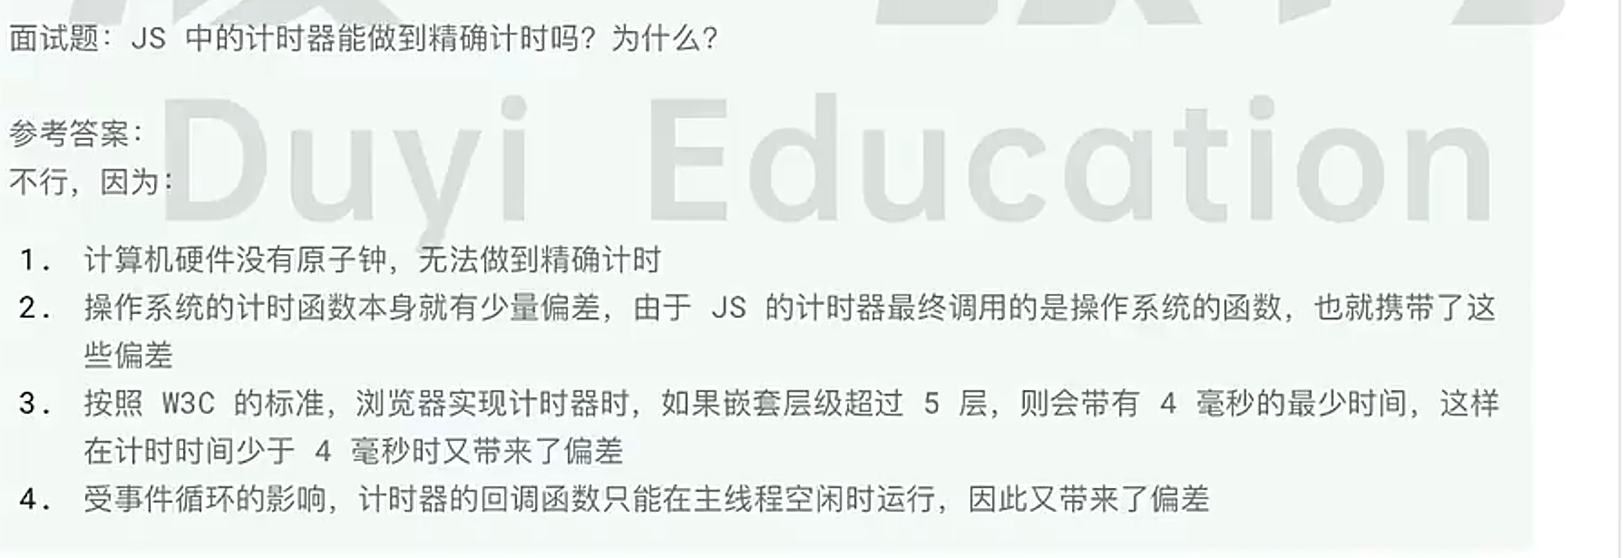 面试题：JS 中的计时器能做到精确计时吗？为什么？
Duyi Education
参考答案：
不行，因为：
1. 计算机硬件没有原子钟，无法做到精确计时
2. 操作系统的计时函数本身就有少量偏差，由于 JS 的计时器最终调用的是操作系统的函数，也就携带了这
些偏差
3. 按照 W3C 的标准，浏览器实现计时器时，如果嵌套层级超过 5 层，则会带有 4 毫秒的最少时间，这样
在计时时间少于 4 毫秒时又带来了偏差
4. 受事件循环的影响，计时器的回调函数只能在主线程空闲时运行，因此又带来了偏差